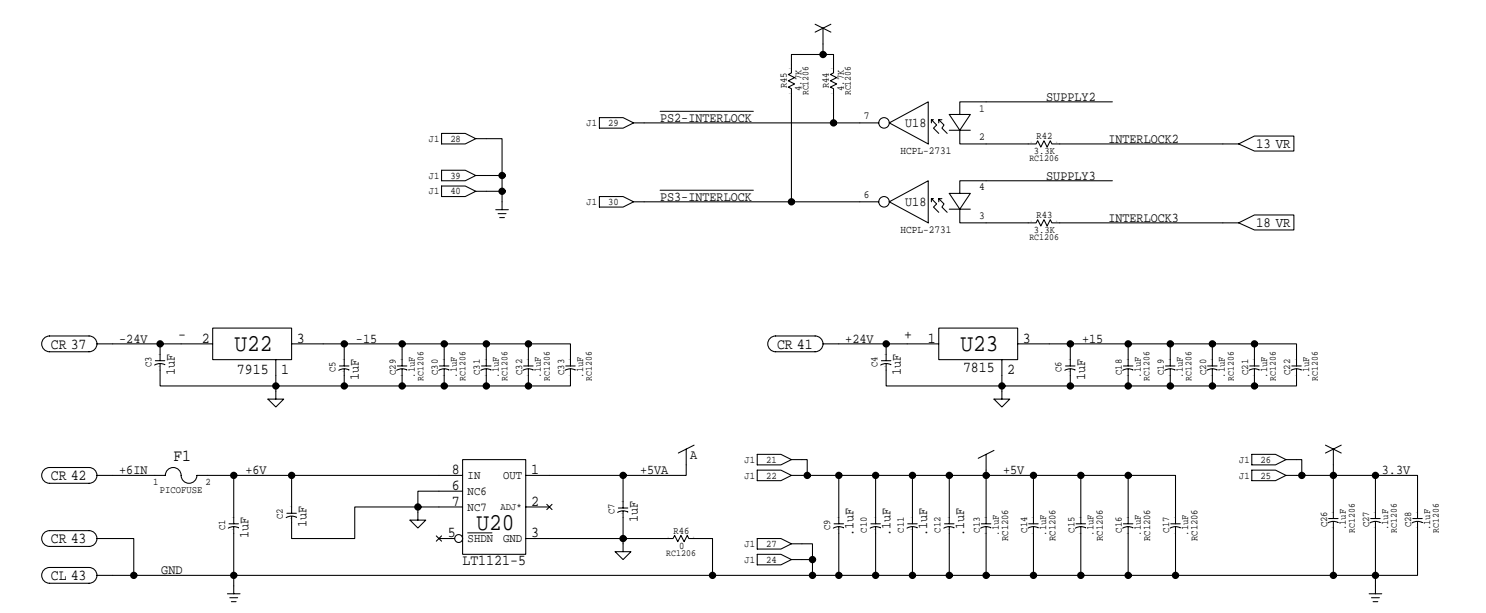 R45
4.7K
RC1206
R44
4.7K
RC1206
J1 29
PS2-INTERLOCK
7
U18
HCPL-2731
1
SUPPLY2
2
R42
3.3K
RC1206
INTERLOCK2
13 VR
J1 28
J1 39
J1 40
J1 30
PS3-INTERLOCK
6
U18
HCPL-2731
4
SUPPLY3
3
R43
3.3K
RC1206
INTERLOCK3
18 VR
CR 37
-24V
-
2
U22
7915
1
3
-15
C3
1uF
C5
1uF
C29
.1uF
RC1206
C30
.1uF
RC1206
C31
.1uF
RC1206
C32
.1uF
RC1206
C33
.1uF
RC1206
CR 41
+24V
+
1
U23
7815
2
3
+15
C4
1uF
C6
1uF
C18
.1uF
RC1206
C19
.1uF
RC1206
C20
.1uF
RC1206
C21
.1uF
RC1206
C22
.1uF
RC1206
CR 42
+6IN
F1
1 2
PICOFUSE
+6V
C1
1uF
C2
1uF
8 IN OUT 1
6 NC6
7 NC7 ADJ* 2
U20
5 SHDN GND 3
LT1121-5
+5VA
A
C7
1uF
R46
0
RC1206
CR 43
CL 43
GND
J1 21
J1 22
+5V
J1 27
J1 24
C9
.1uF
C10
.1uF
C11
.1uF
C12
.1uF
C13
.1uF
RC1206
C14
.1uF
RC1206
C15
.1uF
RC1206
C16
.1uF
RC1206
C17
.1uF
RC1206
J1 26
J1 25
3.3V
C26
.1uF
RC1206
C27
.1uF
RC1206
C28
.1uF
RC1206